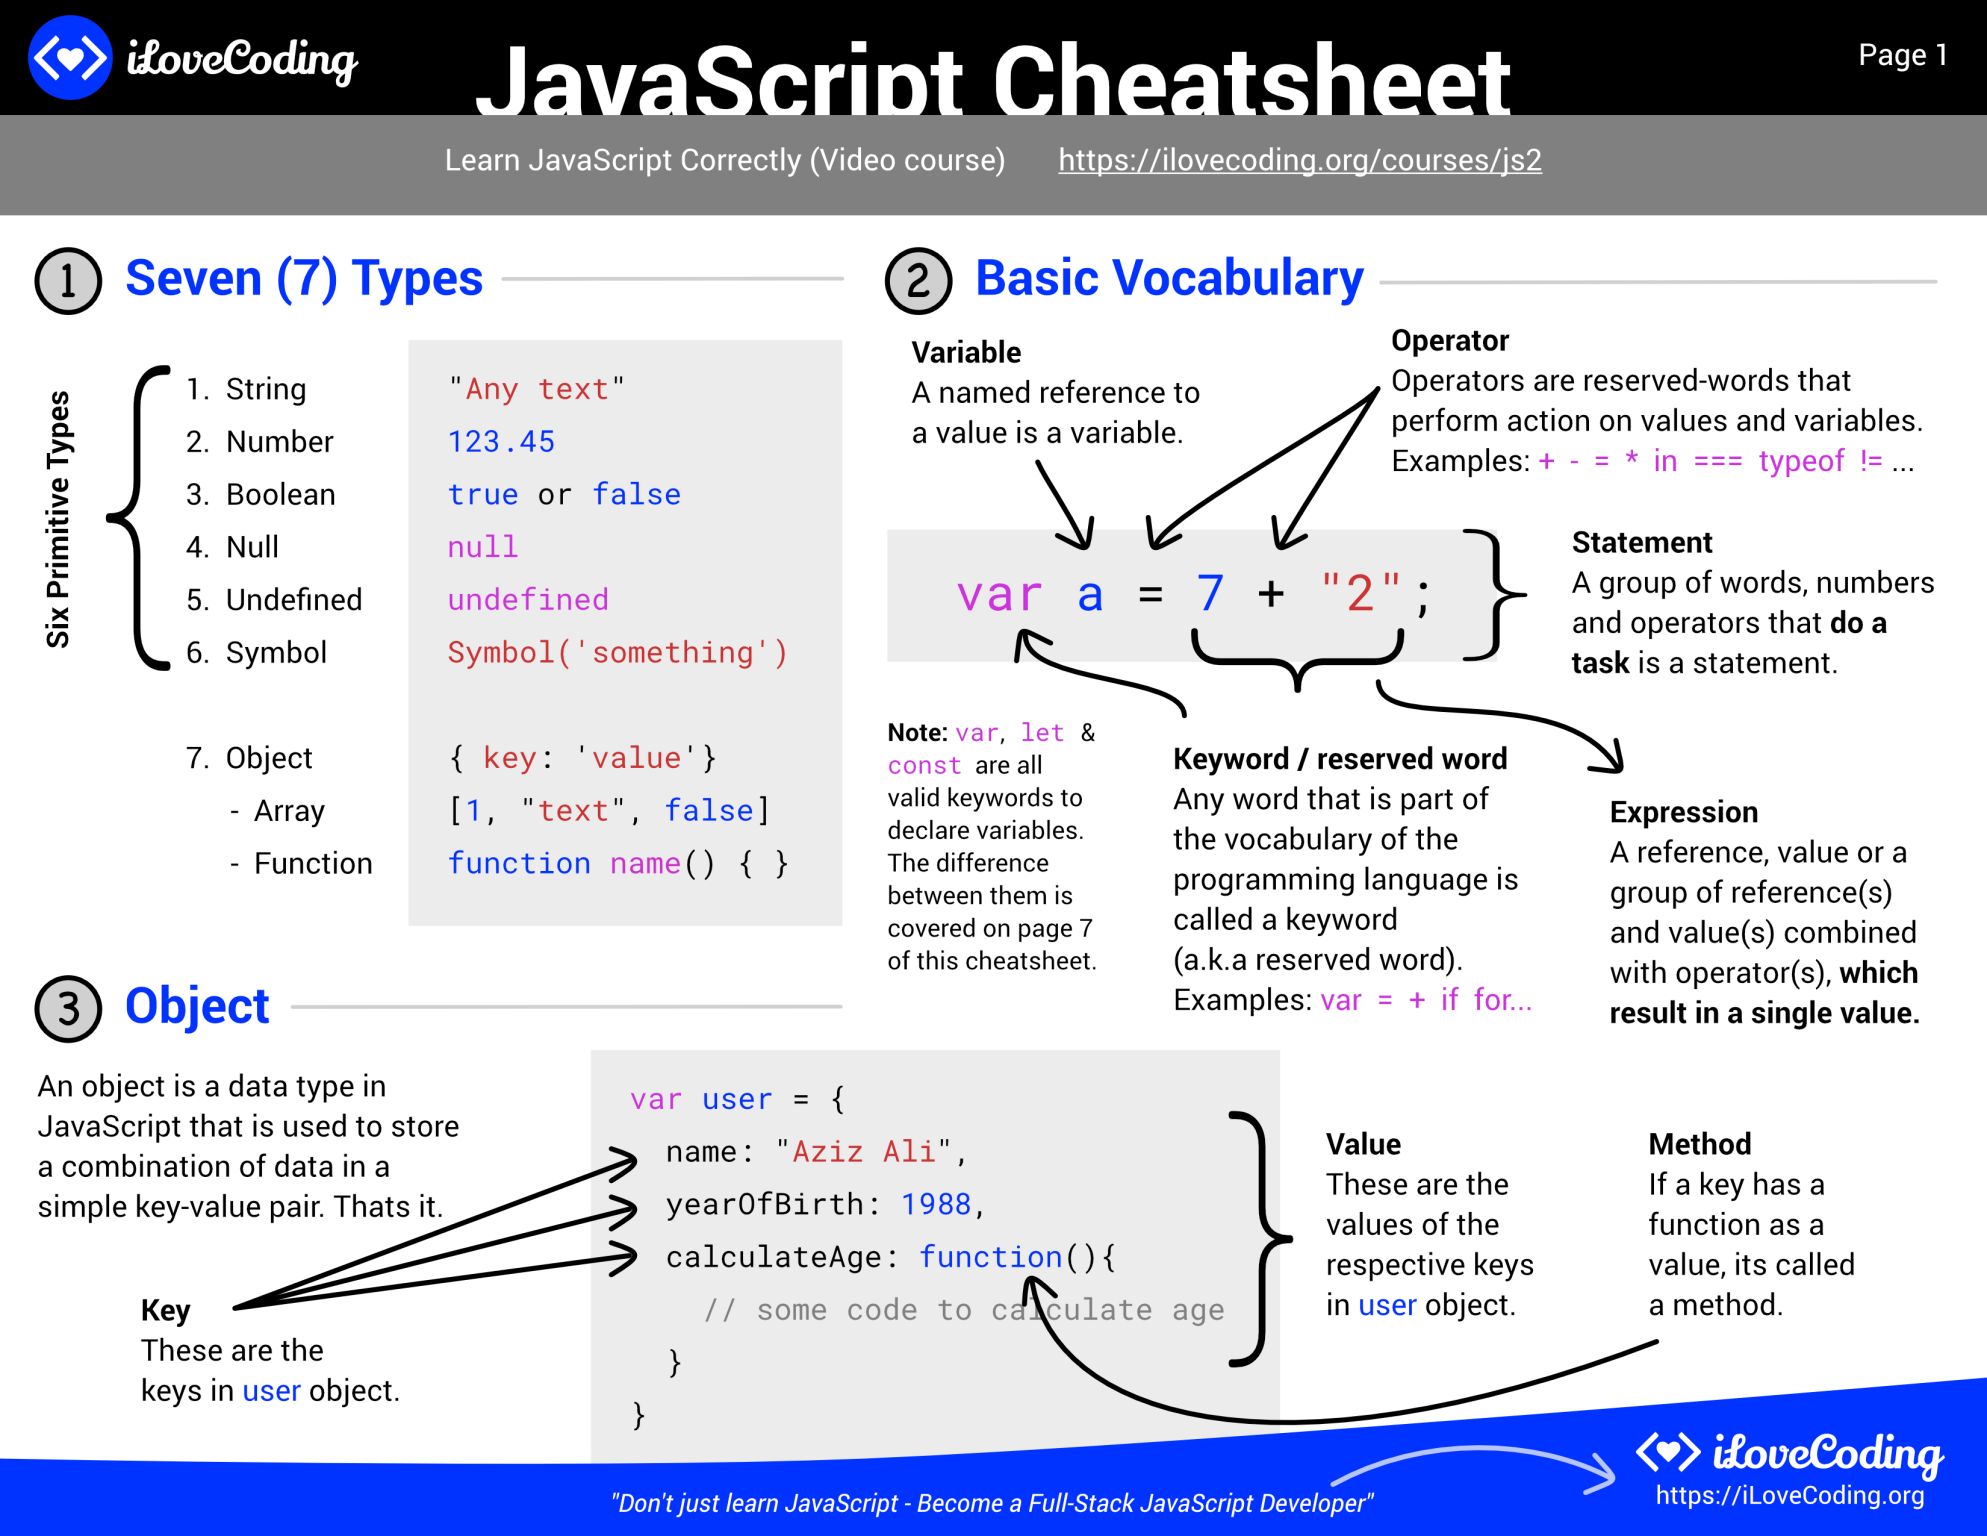 iLoveCoding
JavaScript Cheatsheet
Page 1
Learn JavaScript Correctly (Video course) https://ilovecoding.org/courses/js2
1 Seven (7) Types
Six Primitive Types
1. String "Any text"
2. Number 123.45
3. Boolean true or false
4. Null null
5. Undefined undefined
6. Symbol Symbol('something')
7. Object { key: 'value'}
- Array [1, "text", false]
- Function function name() { }
2 Basic Vocabulary
Variable
A named reference to
a value is a variable.
Operator
Operators are reserved-words that
perform action on values and variables.
Examples: + - = * in === typeof != ...
var a = 7 + "2";
Statement
A group of words, numbers
and operators that do a
task is a statement.
Note: var, let &
const are all
valid keywords to
declare variables.
The difference
between them is
covered on page 7
of this cheatsheet.
Keyword / reserved word
Any word that is part of
the vocabulary of the
programming language is
called a keyword
(a.k.a reserved word).
Examples: var = + if for...
Expression
A reference, value or a
group of reference(s)
and value(s) combined
with operator(s), which
result in a single value.
3 Object
An object is a data type in
JavaScript that is used to store
a combination of data in a
simple key-value pair. Thats it.
Key
These are the
keys in user object.
var user = {
name: "Aziz Ali",
yearOfBirth: 1988,
calculateAge: function(){
// some code to calculate age
}
}
Value
These are the
values of the
respective keys
in user object.
Method
If a key has a
function as a
value, its called
a method.
"Don't just learn JavaScript - Become a Full-Stack JavaScript Developer"
iLoveCoding
https://iLoveCoding.org